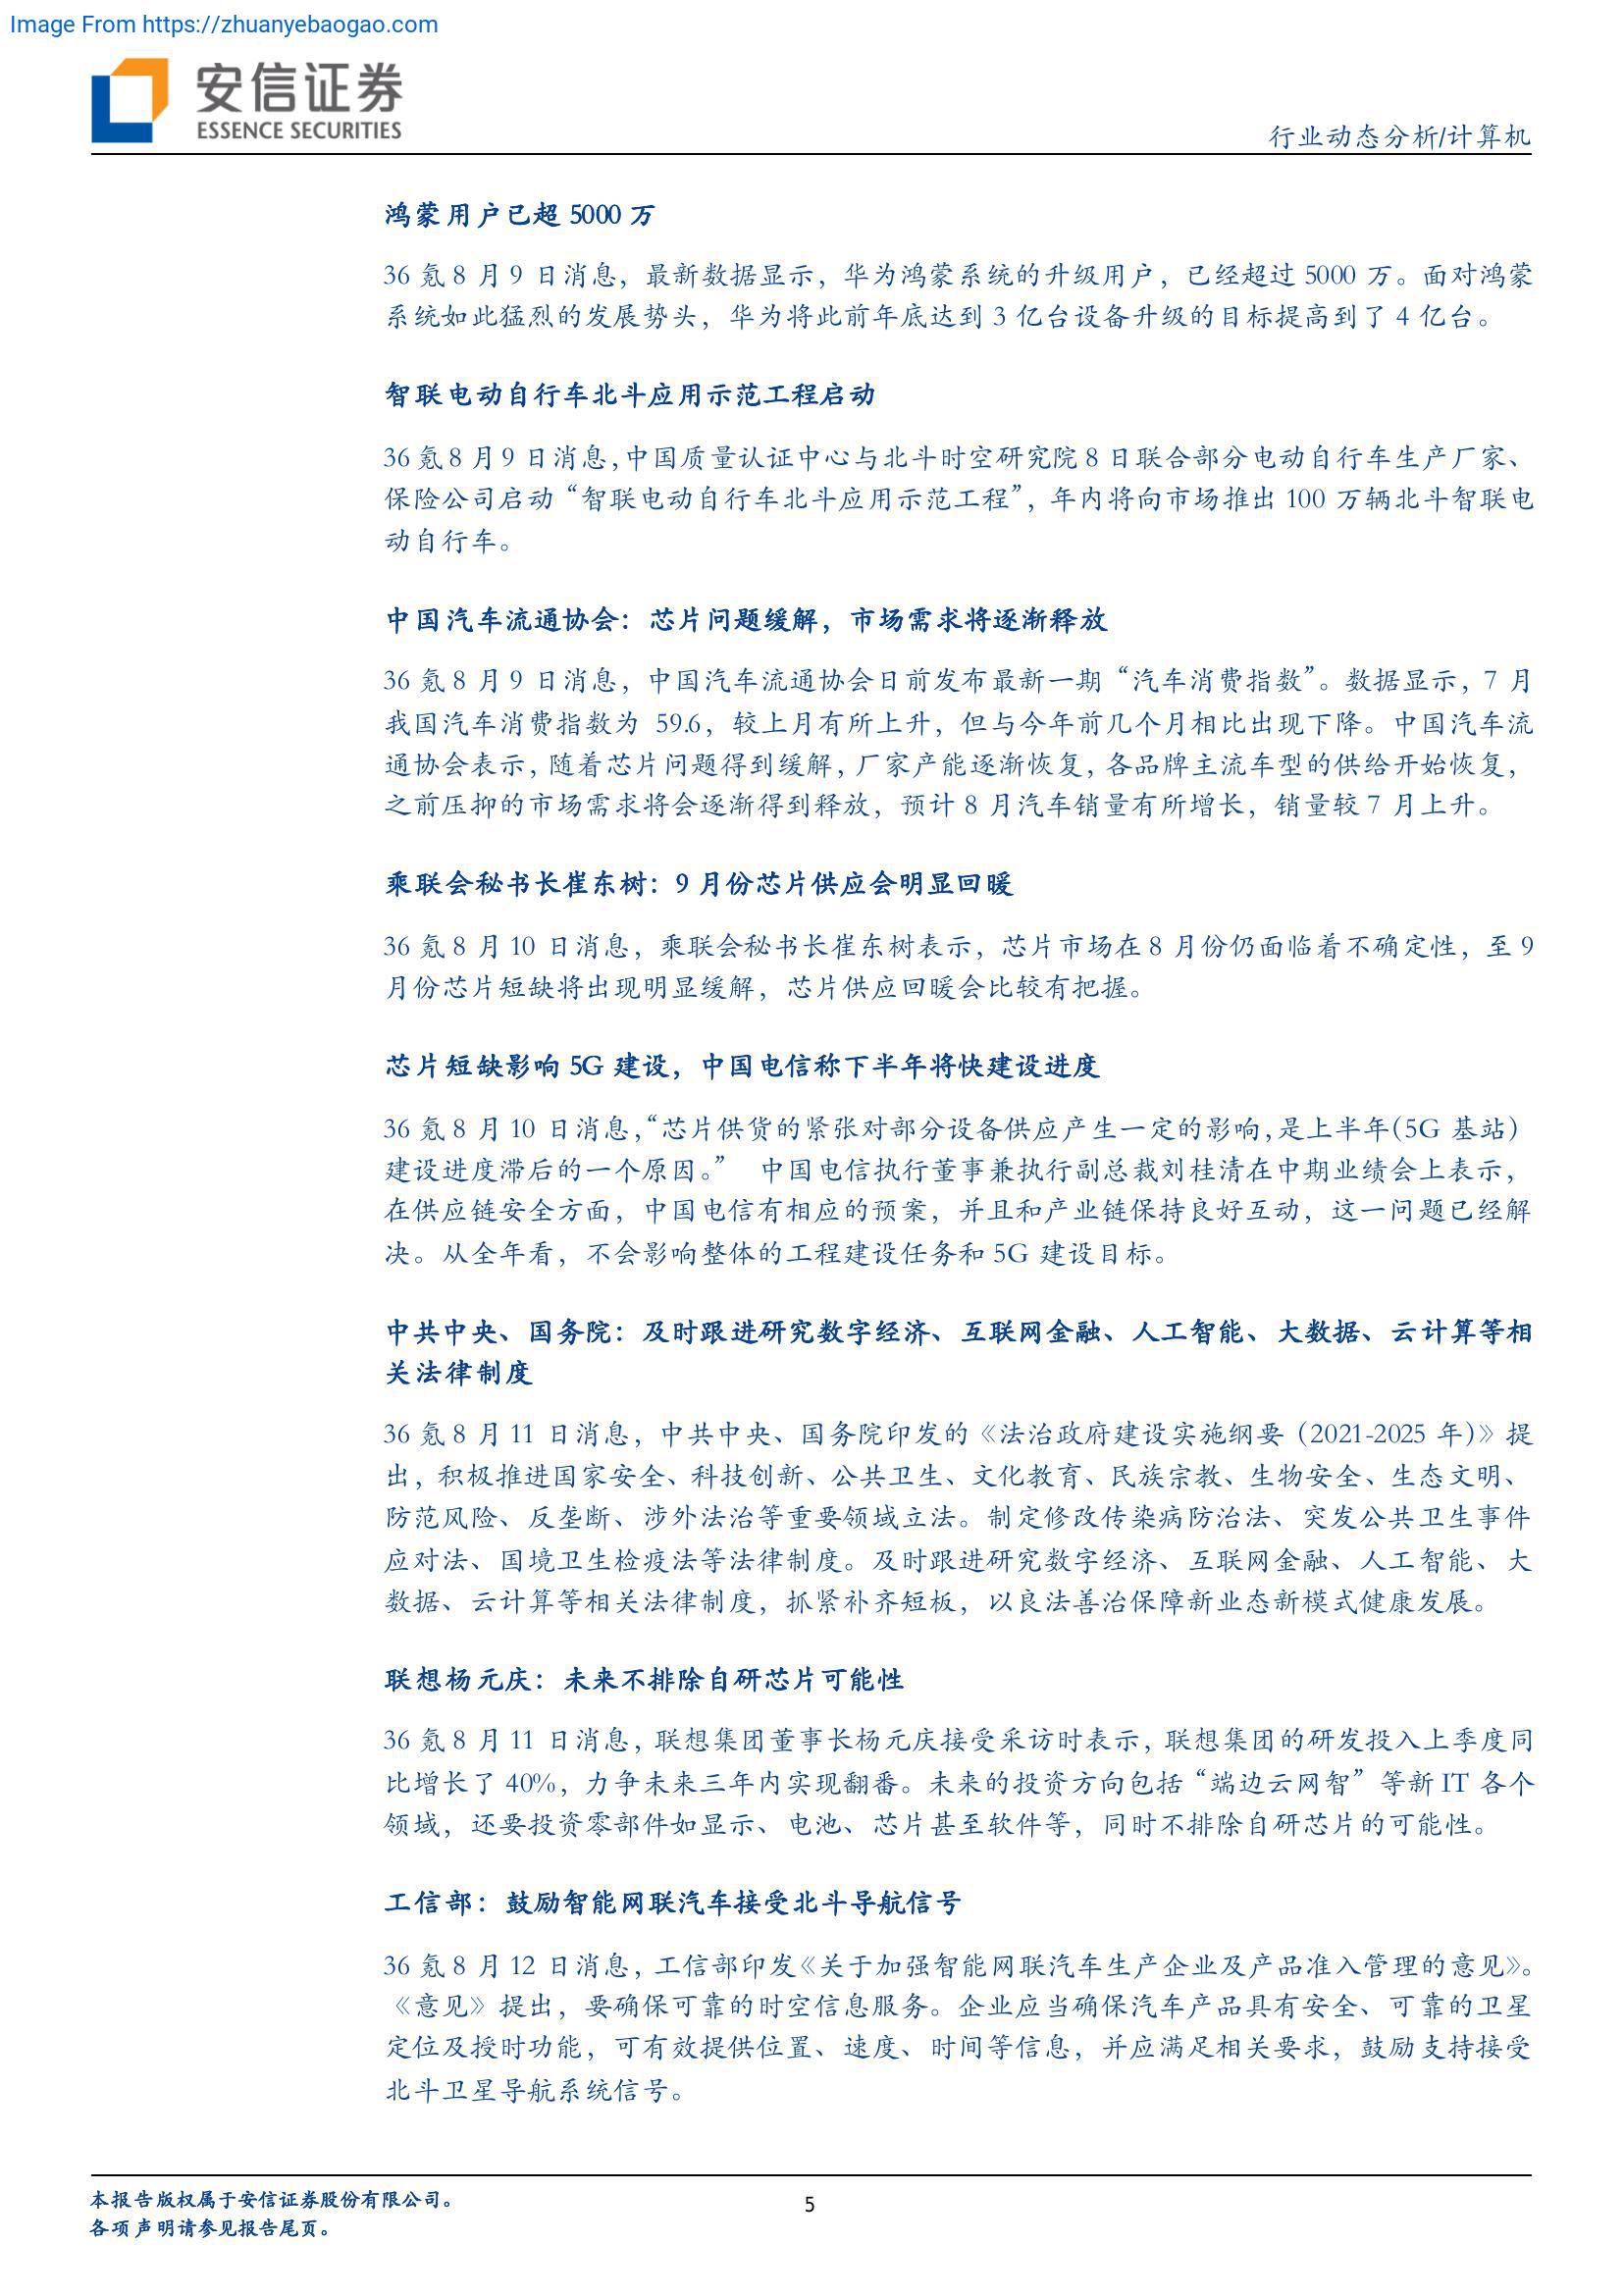 Image From https://zhuanyebaogao.com
安信证券
ESSENCE SECURITIES
行业动态分析/计算机
鸿蒙用户已超 5000 万
36 氪 8 月 9 日消息，最新数据显示，华为鸿蒙系统的升级用户，已经超过 5000 万。面对鸿蒙
系统如此猛烈的发展势头，华为将此前年底达到 3 亿台设备升级的目标提高到了 4 亿台。
智联电动自行车北斗应用示范工程启动
36 氪 8 月 9 日消息，中国质量认证中心与北斗时空研究院 8 日联合部分电动自行车生产厂家、
保险公司启动“智联电动自行车北斗应用示范工程”，年内将向市场推出 100 万辆北斗智联电
动自行车。
中国汽车流通协会：芯片问题缓解，市场需求将逐渐释放
36 氪 8 月 9 日消息，中国汽车流通协会日前发布最新一期“汽车消费指数”。数据显示，7 月
我国汽车消费指数为 59.6，较上月有所上升，但与今年前几个月相比出现下降。中国汽车流
通协会表示，随着芯片问题得到缓解，厂家产能逐渐恢复，各品牌主流车型的供给开始恢复，
之前压抑的市场需求将会逐渐得到释放，预计 8 月汽车销量有所增长，销量较 7 月上升。
乘联会秘书长崔东树：9 月份芯片供应会明显回暖
36 氪 8 月 10 日消息，乘联会秘书长崔东树表示，芯片市场在 8 月份仍面临着不确定性，至 9
月份芯片短缺将出现明显缓解，芯片供应回暖会比较有把握。
芯片短缺影响 5G 建设，中国电信称下半年将快建设进度
36 氪 8 月 10 日消息，“芯片供货的紧张对部分设备供应产生一定的影响，是上半年（5G 基站）
建设进度滞后的一个原因。” 中国电信执行董事兼执行副总裁刘桂清在中期业绩会上表示，
在供应链安全方面，中国电信有相应的预案，并且和产业链保持良好互动，这一问题已经解
决。从全年看，不会影响整体的工程建设任务和 5G 建设目标。
中共中央、国务院：及时跟进研究数字经济、互联网金融、人工智能、大数据、云计算等相
关法律制度
36 氪 8 月 11 日消息，中共中央、国务院印发的《法治政府建设实施纲要（2021-2025 年）》提
出，积极推进国家安全、科技创新、公共卫生、文化教育、民族宗教、生物安全、生态文明、
防范风险、反垄断、涉外法治等重要领域立法。制定修改传染病防治法、突发公共卫生事件
应对法、国境卫生检疫法等法律制度。及时跟进研究数字经济、互联网金融、人工智能、大
数据、云计算等相关法律制度，抓紧补齐短板，以良法善治保障新业态新模式健康发展。
联想杨元庆：未来不排除自研芯片可能性
36 氪 8 月 11 日消息，联想集团董事长杨元庆接受采访时表示，联想集团的研发投入上季度同
比增长了 40%，力争未来三年内实现翻番。未来的投资方向包括“端边云网智”等新 IT 各个
领域，还要投资零部件如显示、电池、芯片甚至软件等，同时不排除自研芯片的可能性。
工信部：鼓励智能网联汽车接受北斗导航信号
36 氪 8 月 12 日消息，工信部印发《关于加强智能网联汽车生产企业及产品准入管理的意见》。
《意见》提出，要确保可靠的时空信息服务。企业应当确保汽车产品具有安全、可靠的卫星
定位及授时功能，可有效提供位置、速度、时间等信息，并应满足相关要求，鼓励支持接受
北斗卫星导航系统信号。
本报告版权属于安信证券股份有限公司。
各项声明请参见报告尾页。
5